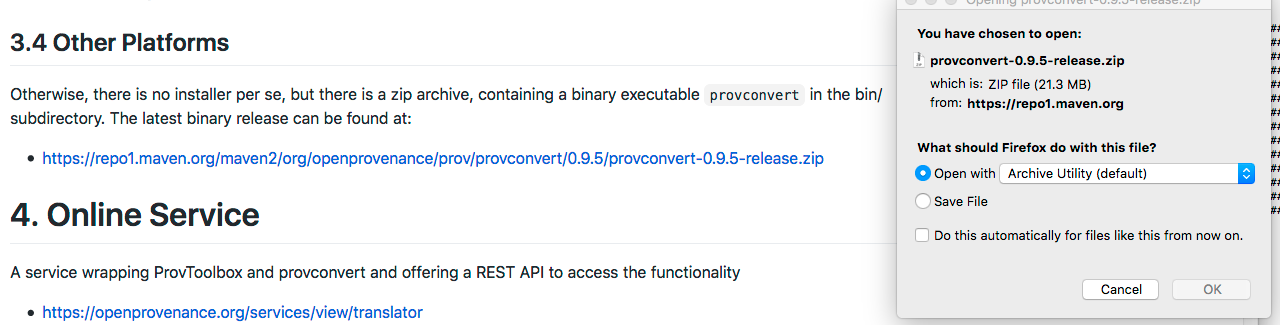 3.4 Other Platforms
Otherwise, there is no installer per se, but there is a zip archive, containing a binary executable provconvert in the bin/
subdirectory. The latest binary release can be found at:
• https://repo1.maven.org/maven2/org/openprovenance/prov/provconvert/0.9.5/provconvert-0.9.5-release.zip
4. Online Service
A service wrapping ProvToolbox and provconvert and offering a REST API to access the functionality
• https://openprovenance.org/services/view/translator
Opening provconvert-0.9.5-release.zip
You have chosen to open:
provconvert-0.9.5-release.zip
which is: ZIP file (21.3 MB)
from: https://repo1.maven.org
What should Firefox do with this file?
Open with Archive Utility (default)
Save File
Do this automatically for files like this from now on.
Cancel OK